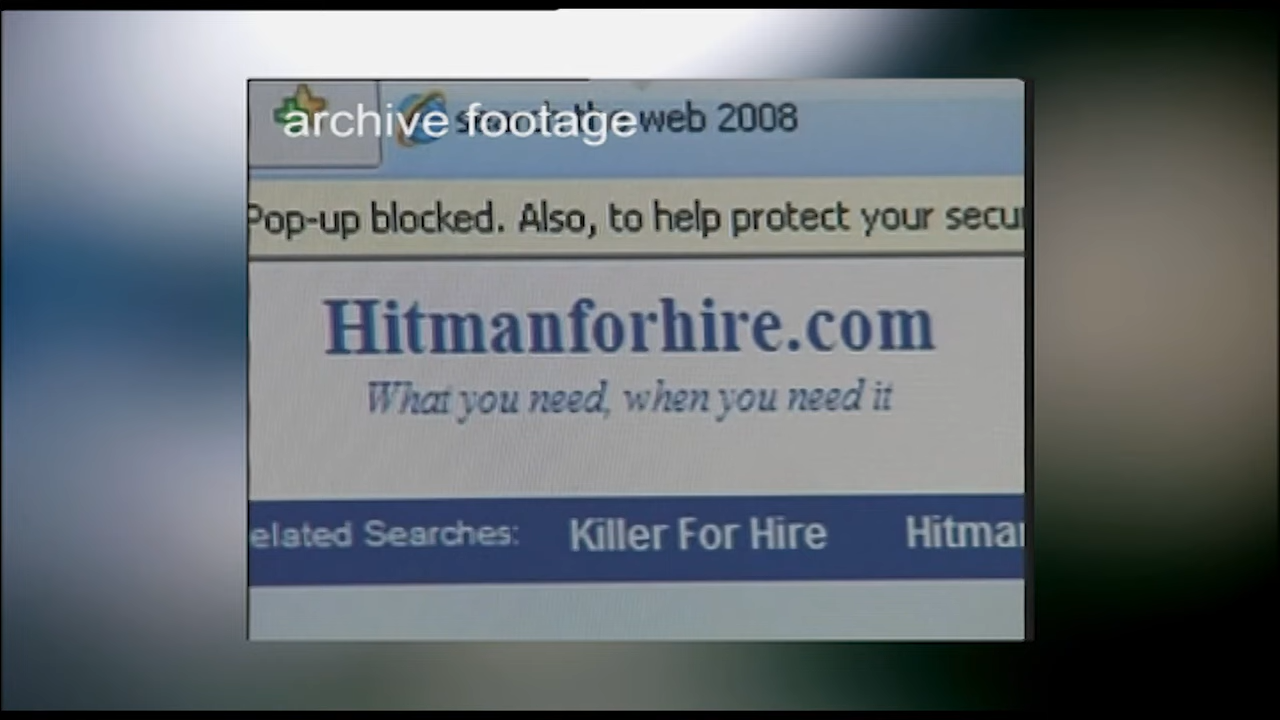 archive footage
web 2008
Pop-up blocked. Also, to help protect your secu
Hitmanforhire.com
What you need, when you need it
elated Searches: Killer For Hire Hitman